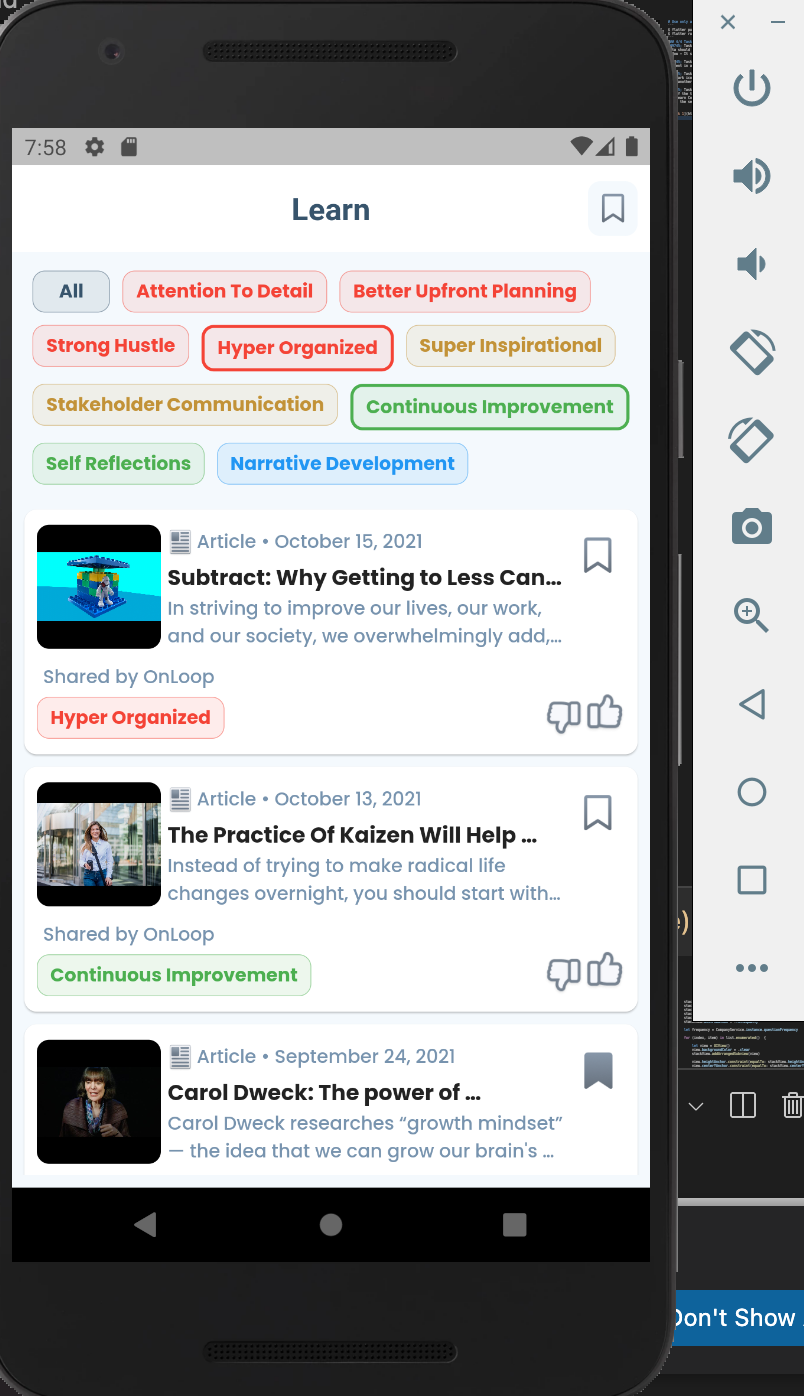 7:58
Learn
All
Attention To Detail
Better Upfront Planning
Strong Hustle
Hyper Organized
Super Inspirational
Stakeholder Communication
Continuous Improvement
Self Reflections
Narrative Development
Article • October 15, 2021
Subtract: Why Getting to Less Can...
In striving to improve our lives, our work,
and our society, we overwhelmingly add,...
Shared by OnLoop
Hyper Organized
Article • October 13, 2021
The Practice Of Kaizen Will Help ...
Instead of trying to make radical life
changes overnight, you should start with...
Shared by OnLoop
Continuous Improvement
Article • September 24, 2021
Carol Dweck: The power of ...
Carol Dweck researches “growth mindset”
— the idea that we can grow our brain's ...
e)
Don't Show